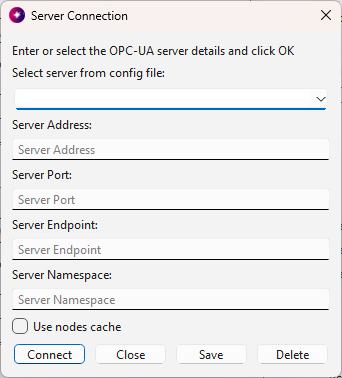 Server Connection
Enter or select the OPC-UA server details and click OK
Select server from config file:
Server Address:
Server Address
Server Port:
Server Port
Server Endpoint:
Server Endpoint
Server Namespace:
Server Namespace
Use nodes cache
Connect Close Save Delete